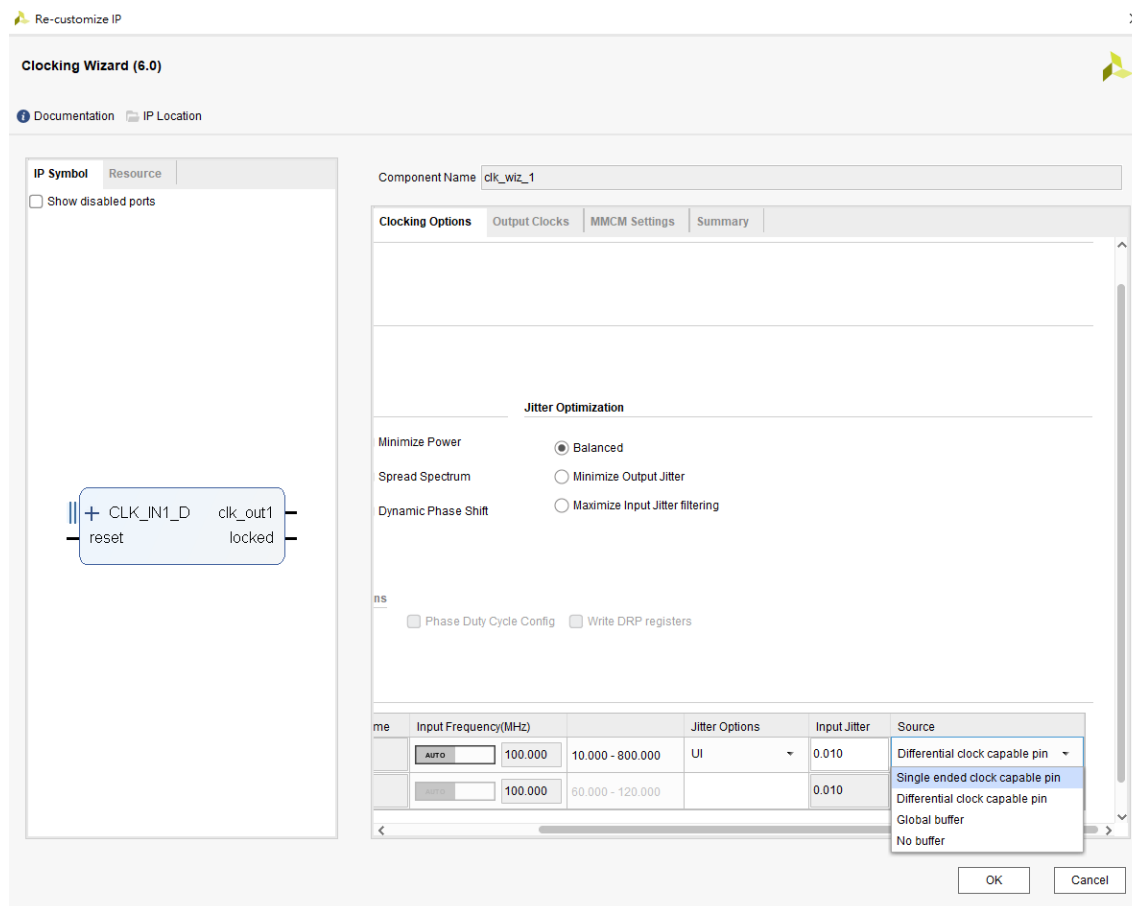 Re-customize IP
Clocking Wizard (6.0)
Documentation IP Location
IP Symbol Resource
Show disabled ports
CLK_IN1_D clk_out1
reset locked
Component Name clk_wiz_1
Clocking Options Output Clocks MMCM Settings Summary
Jitter Optimization
Minimize Power Balanced
Spread Spectrum Minimize Output Jitter
Dynamic Phase Shift Maximize Input Jitter filtering
ns
Phase Duty Cycle Config Write DRP registers
me Input Frequency(MHz) Jitter Options Input Jitter Source
AUTO 100.000 10.000 - 800.000 UI 0.010 Differential clock capable pin
AUTO 100.000 60.000 - 120.000 0.010
Single ended clock capable pin
Differential clock capable pin
Global buffer
No buffer
OK Cancel